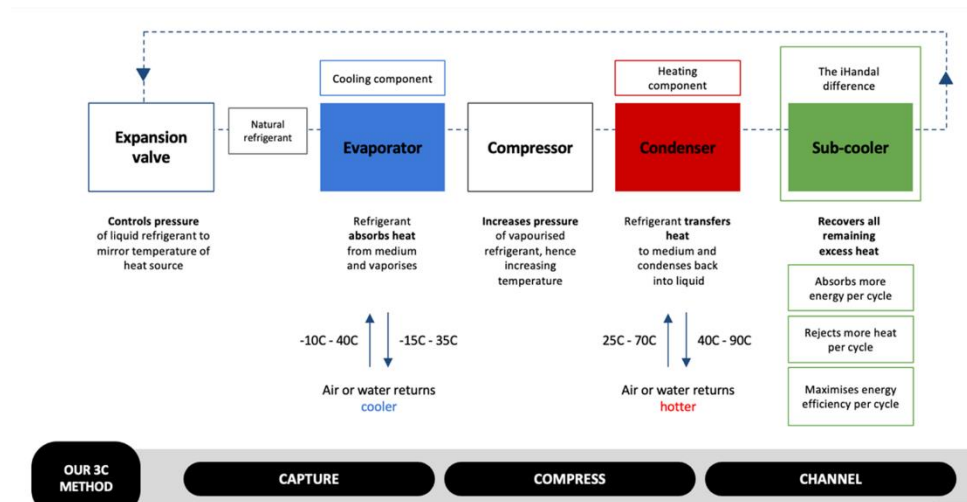 Cooling component
Heating
component
The iHandal
difference
Expansion
valve
Natural
refrigerant
Evaporator
Compressor
Condenser
Sub-cooler
Controls pressure
of liquid refrigerant to
mirror temperature of
heat source
Refrigerant
absorbs heat
from medium
and vaporises
Increases pressure
of vapourised
refrigerant, hence
increasing
temperature
Refrigerant transfers
heat
to medium and
condenses back
into liquid
Recovers all
remaining
excess heat
Absorbs more
energy per cycle
Rejects more heat
per cycle
Maximises energy
efficiency per cycle
-10C - 40C
-15C - 35C
25C - 70C
40C - 90C
Air or water returns
cooler
Air or water returns
hotter
OUR 3C
METHOD
CAPTURE
COMPRESS
CHANNEL